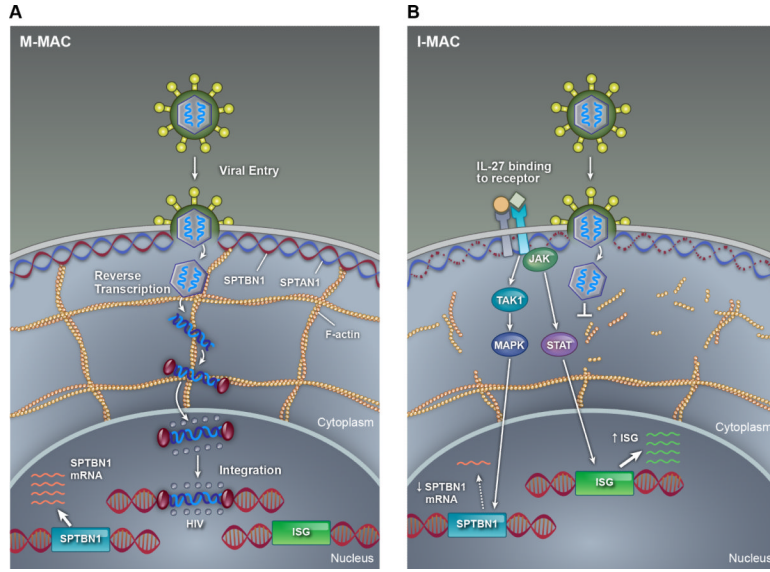 A
M-MAC
Viral Entry
Reverse
Transcription
SPTBN1
SPTAN1
F-actin
Cytoplasm
SPTBN1
mRNA
Integration
HIV
SPTBN1
ISG
Nucleus
B
I-MAC
IL-27 binding
to receptor
JAK
TAK1
MAPK
STAT
Cytoplasm
↑ ISG
↓ SPTBN1
mRNA
ISG
SPTBN1
Nucleus